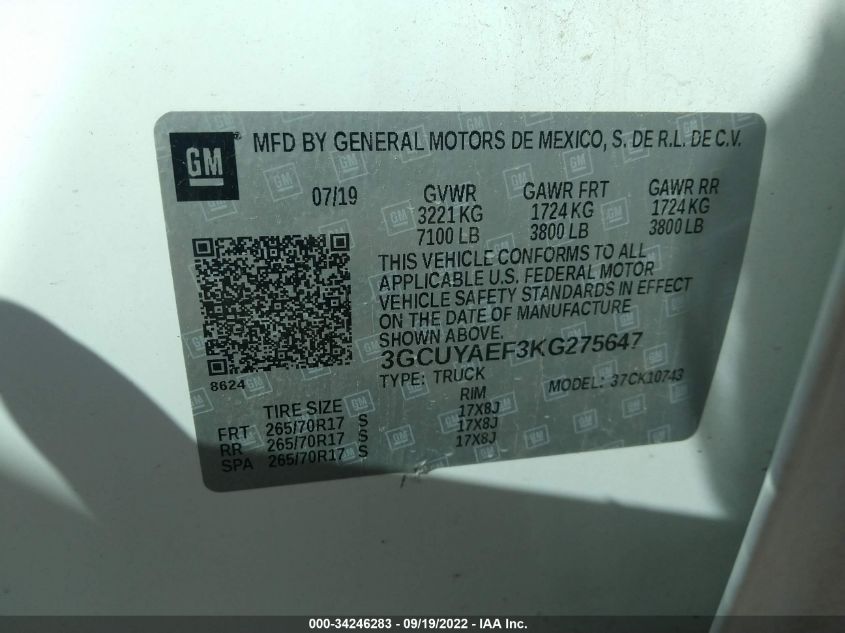 GM MFD BY GENERAL MOTORS DE MEXICO, S. DE R.L. DE C.V.
07/19 GVWR GAWR FRT GAWR RR
3221 KG 1724 KG 1724 KG
7100 LB 3800 LB 3800 LB
THIS VEHICLE CONFORMS TO ALL
APPLICABLE U.S. FEDERAL MOTOR
VEHICLE SAFETY STANDARDS IN EFFECT
ON THE DATE OF MANUFACTURE
SHOWN ABOVE.
3GCUYAEF3KG275647
8624 TYPE: TRUCK MODEL: 37CK10743
TIRE SIZE RIM
FRT 265/70R17 S 17X8J
RR 265/70R17 S 17X8J
SPA 265/70R17 S 17X8J
000-34246283 - 09/19/2022 - IAA Inc.